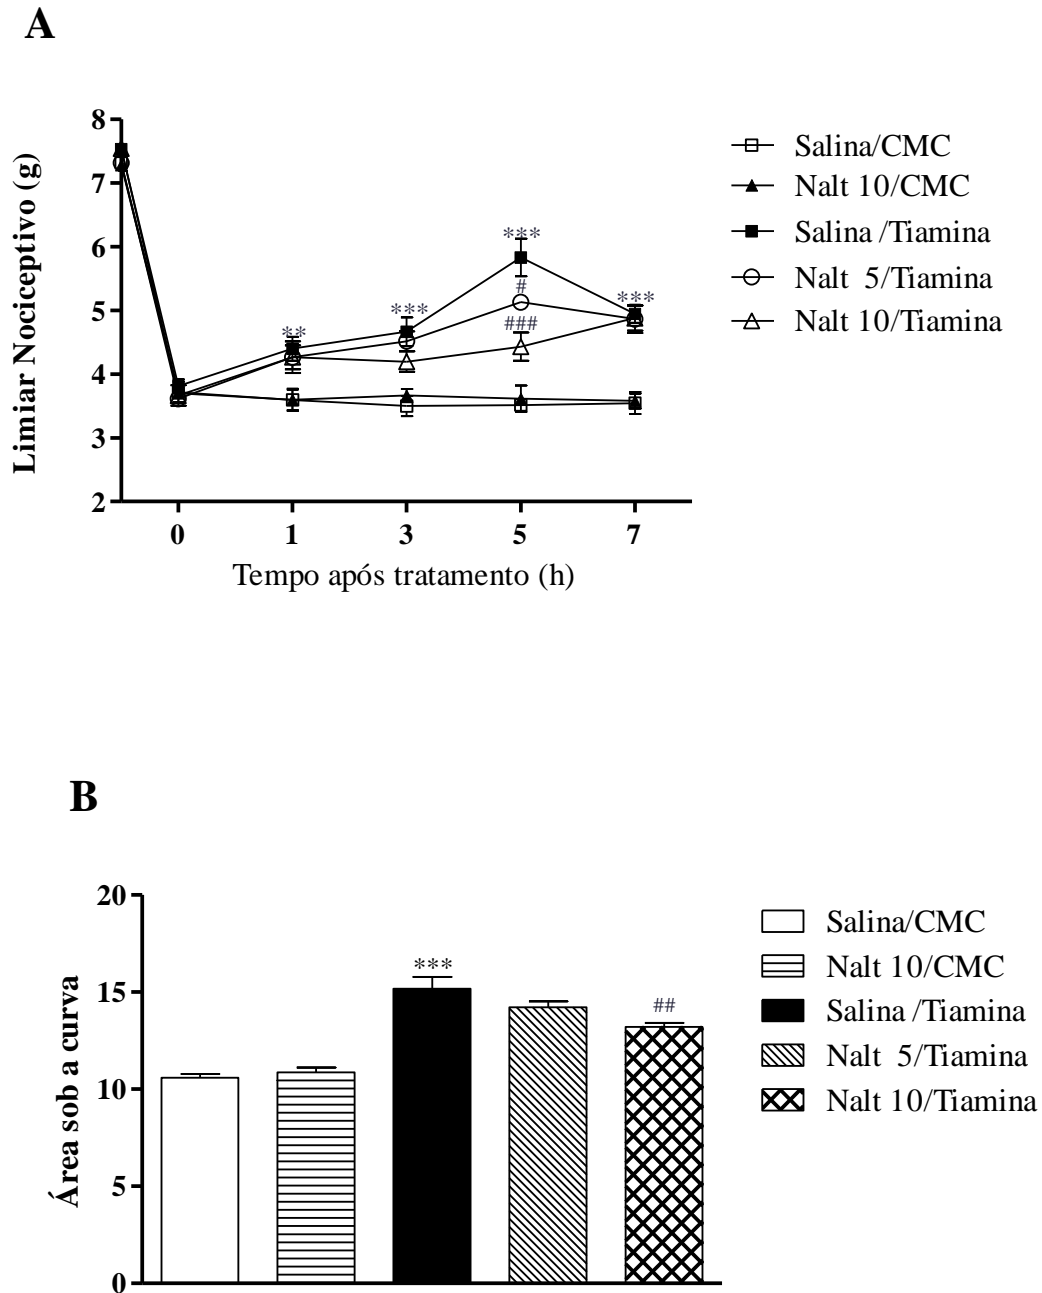 A
Limiar Nociceptivo (g)
8
7
6
5
4
3
2
**
***
***
#
###
***
0 1 3 5 7
Tempo após tratamento (h)
Salina/CMC
Nalt 10/CMC
Salina /Tiamina
Nalt 5/Tiamina
Nalt 10/Tiamina
B
Área sob a curva
20
15
10
5
0
***
##
Salina/CMC
Nalt 10/CMC
Salina /Tiamina
Nalt 5/Tiamina
Nalt 10/Tiamina